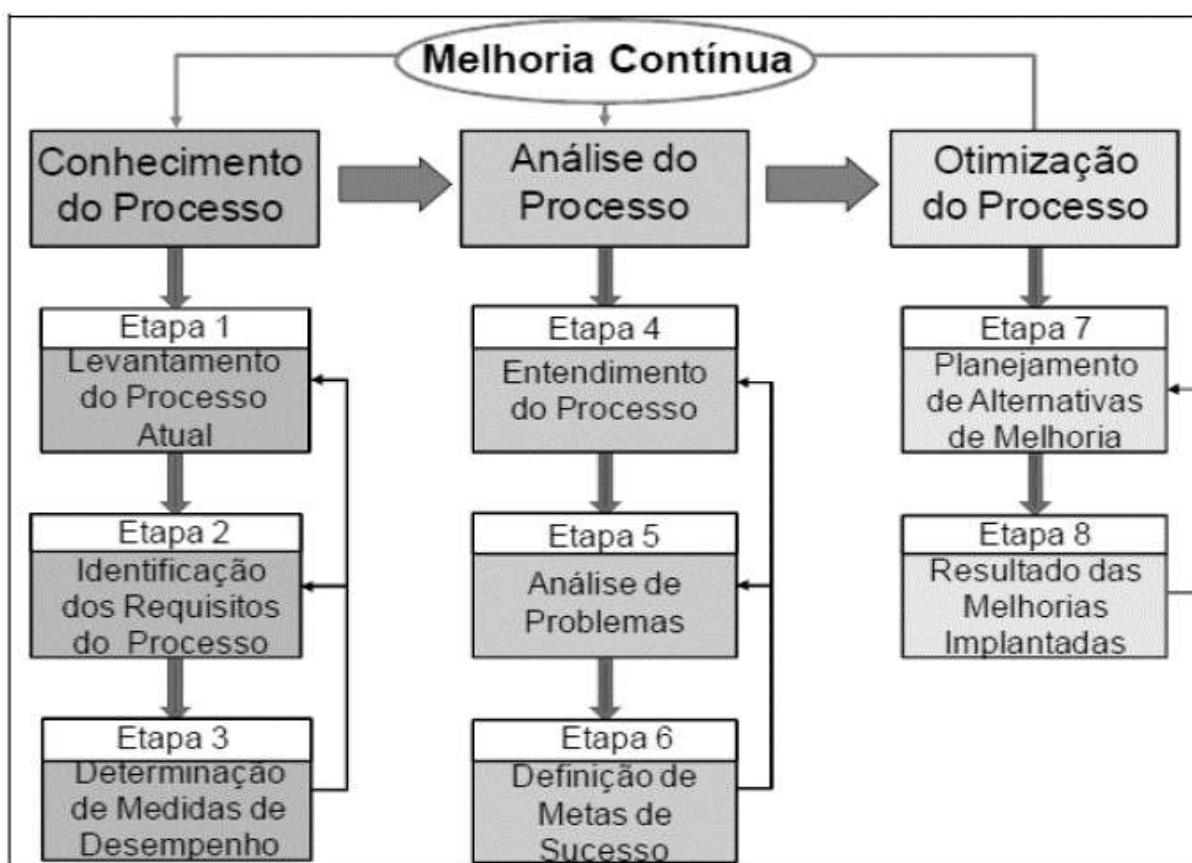 Melhoria Contínua
Conhecimento
do Processo
Análise do
Processo
Otimização
do Processo
Etapa 1
Levantamento
do Processo
Atual
Etapa 2
Identificação
dos Requisitos
do Processo
Etapa 3
Determinação
de Medidas de
Desempenho
Etapa 4
Entendimento
do Processo
Etapa 5
Análise de
Problemas
Etapa 6
Definição de
Metas de
Sucesso
Etapa 7
Planejamento
de Alternativas
de Melhoria
Etapa 8
Resultado das
Melhorias
Implantadas